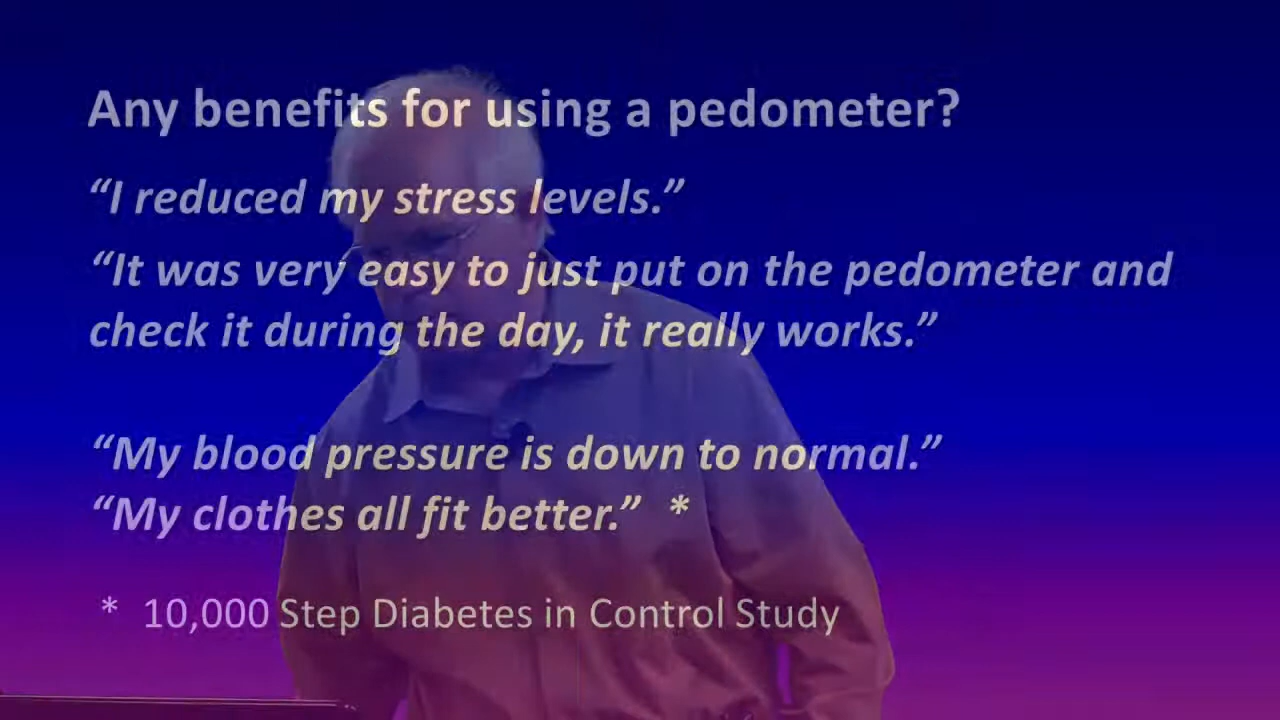 Any benefits for using a pedometer?
“I reduced my stress levels.”
“It was very easy to just put on the pedometer and
check it during the day, it really works.”
“My blood pressure is down to normal.”
“My clothes all fit better.” *
* 10,000 Step Diabetes in Control Study